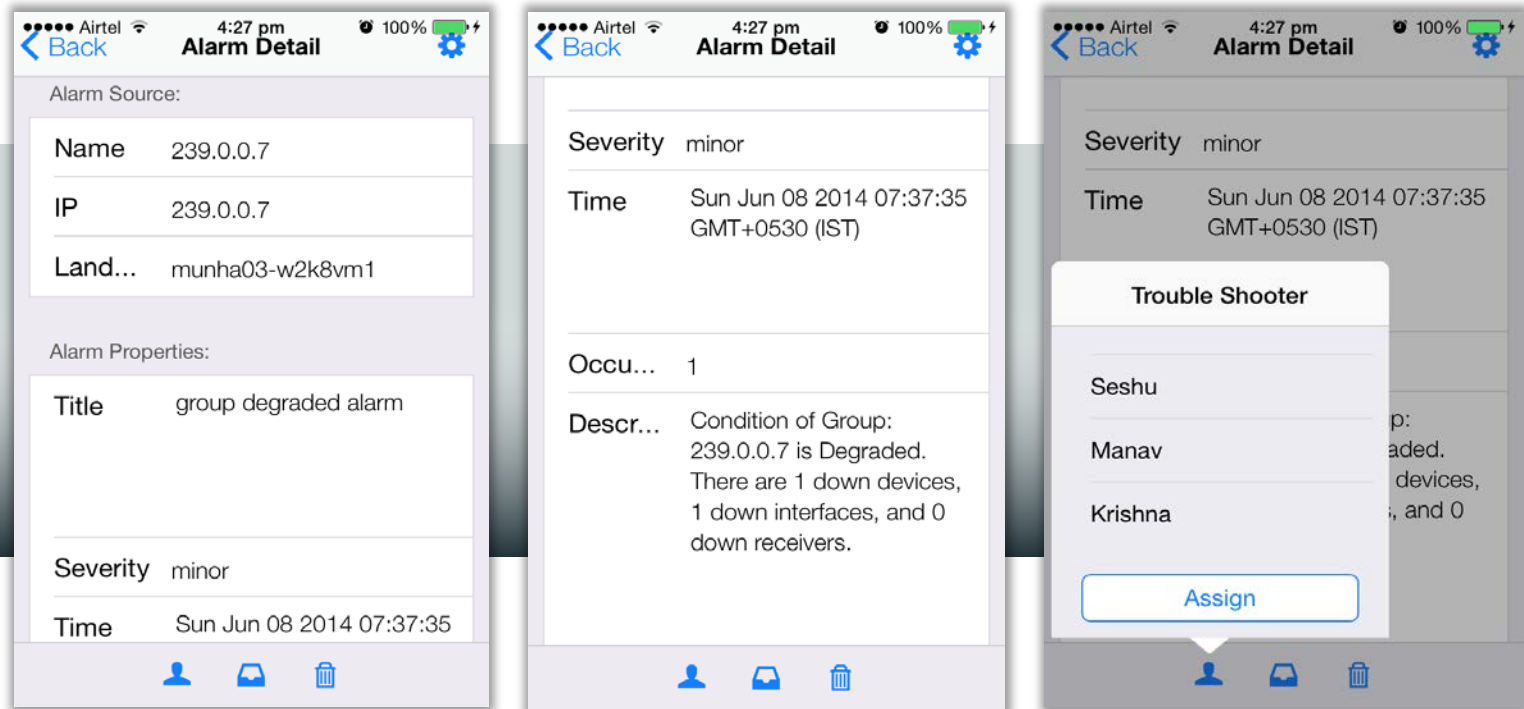 Airtel 4:27 pm 100%
Back Alarm Detail
Alarm Source:
Name 239.0.0.7
IP 239.0.0.7
Land... munha03-w2k8vm1
Alarm Properties:
Title group degraded alarm
Severity minor
Time Sun Jun 08 2014 07:37:35
Airtel 4:27 pm 100%
Back Alarm Detail
Severity minor
Time Sun Jun 08 2014 07:37:35
GMT+0530 (IST)
Occu... 1
Descr... Condition of Group:
239.0.0.7 is Degraded.
There are 1 down devices,
1 down interfaces, and 0
down receivers.
Airtel 4:27 pm 100%
Back Alarm Detail
Severity minor
Time Sun Jun 08 2014 07:37:35
GMT+0530 (IST)
Trouble Shooter
Seshu
Manav
Krishna
Assign
p:
aded.
devices,
s, and 0